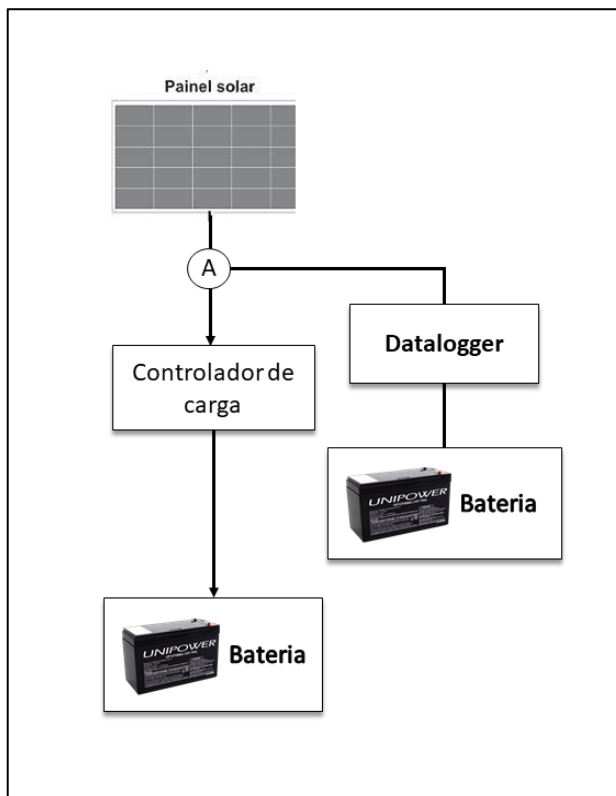 Painel solar
A
Datalogger
Controlador de
carga
UNIPOWER
Bateria
UNIPOWER
Bateria